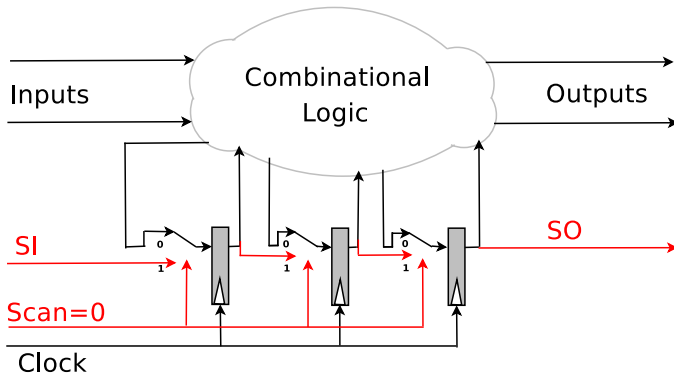 Combinational
Logic
Inputs
Outputs
0
0
0
SI
1
1
1
SO
Scan=0
Clock